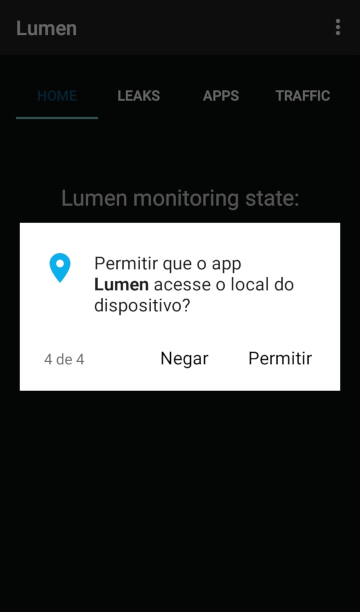 Lumen
HOME LEAKS APPS TRAFFIC
Lumen monitoring state:
Permitir que o app
Lumen acesse o local do
dispositivo?
4 de 4 Negar Permitir